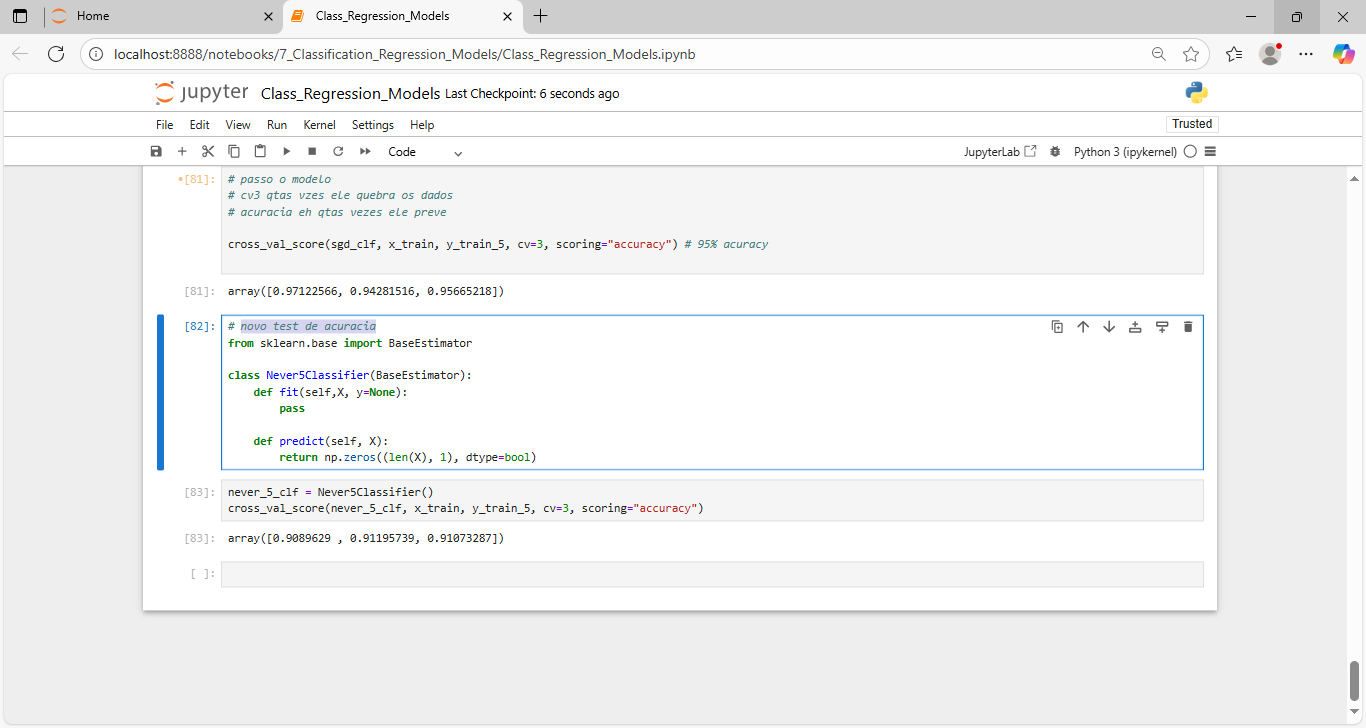 Home
Class_Regression_Models
localhost:8888/notebooks/7_Classification_Regression_Models/Class_Regression_Models.ipynb
jupyter Class_Regression_Models Last Checkpoint: 6 seconds ago
File Edit View Run Kernel Settings Help
Trusted
Code
JupyterLab
Python 3 (ipykernel)
*[81]: # passo o modelo
# cv3 qtas vzes ele quebra os dados
# acuracia eh qtas vezes ele preve
cross_val_score(sgd_clf, x_train, y_train_5, cv=3, scoring="accuracy") # 95% acuracy
[81]: array([0.97122566, 0.94281516, 0.95665218])
[82]: # novo test de acuracia
from sklearn.base import BaseEstimator
class Never5Classifier(BaseEstimator):
def fit(self,X, y=None):
pass
def predict(self, X):
return np.zeros((len(X), 1), dtype=bool)
[83]: never_5_clf = Never5Classifier()
cross_val_score(never_5_clf, x_train, y_train_5, cv=3, scoring="accuracy")
[83]: array([0.9089629 , 0.91195739, 0.91073287])
[ ]: